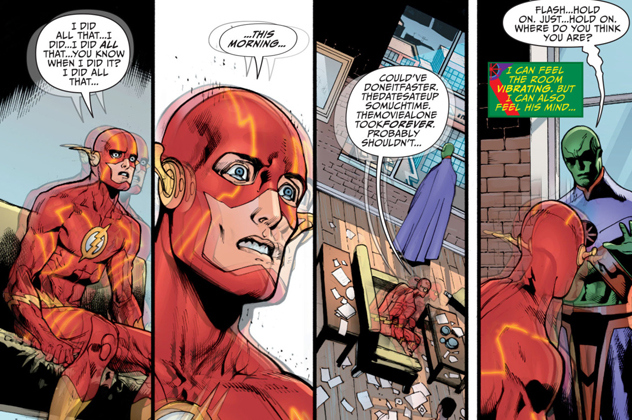 I DID
ALL THAT...I
DID...I DID ALL
THAT...YOU KNOW
WHEN I DID IT?
I DID ALL
THAT...
...THIS
MORNING...
COULD'VE
DONEITFASTER.
THEDATESATEUP
SOMUCHTIME.
THEMOVIEALONE
TOOKFOREVER.
PROBABLY
SHOULDN'T...
FLASH...HOLD
ON. JUST...HOLD ON.
WHERE DO YOU THINK
YOU ARE?
I CAN FEEL
THE ROOM
VIBRATING. BUT
I CAN ALSO
FEEL HIS MIND...